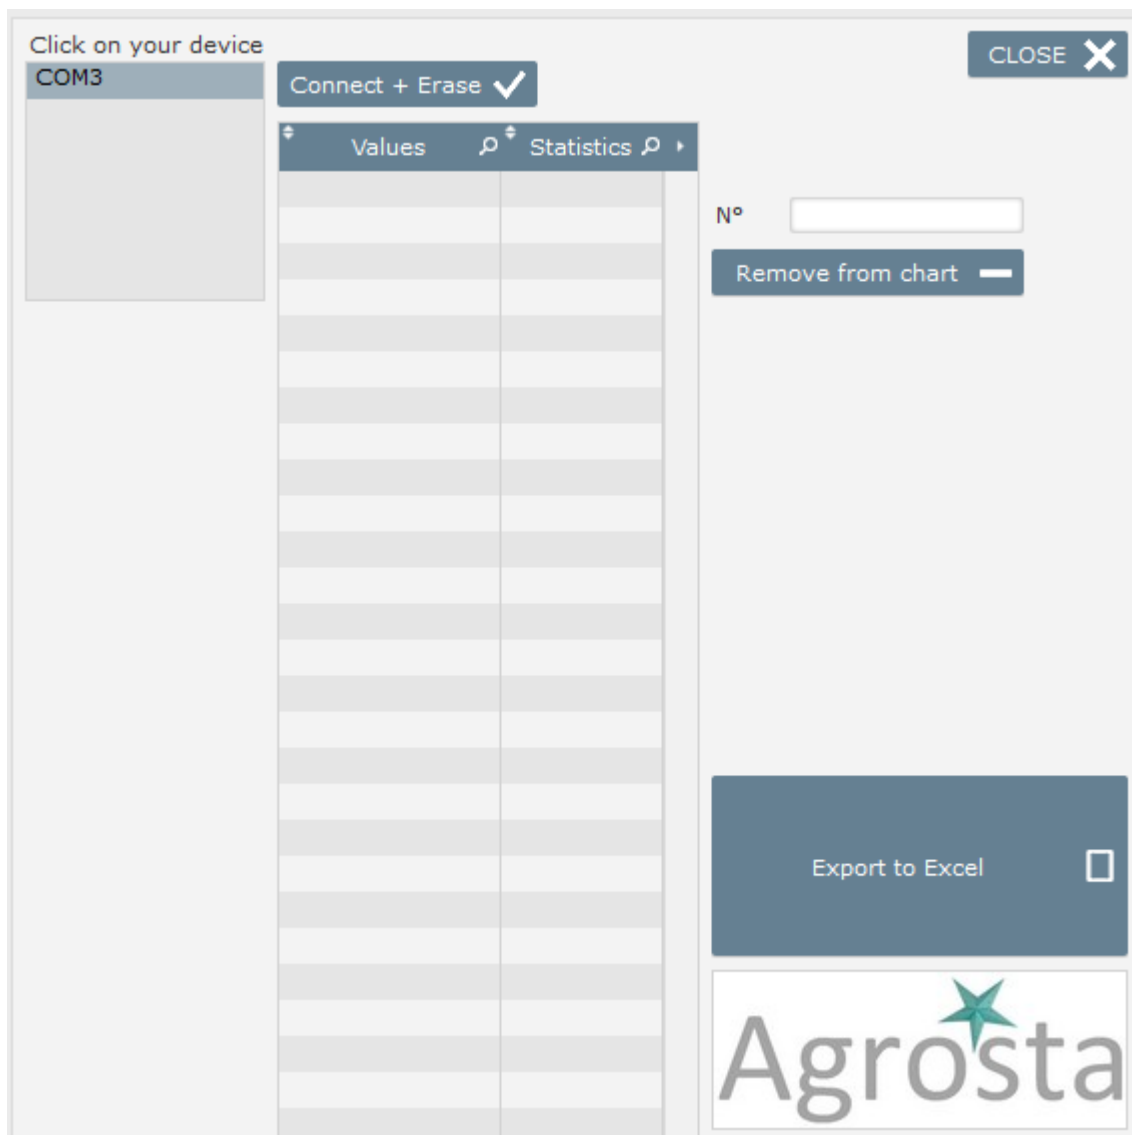 Click on your device
COM3
CLOSE
Connect + Erase
Values
Statistics
N°
Remove from chart
Export to Excel
Agrosta